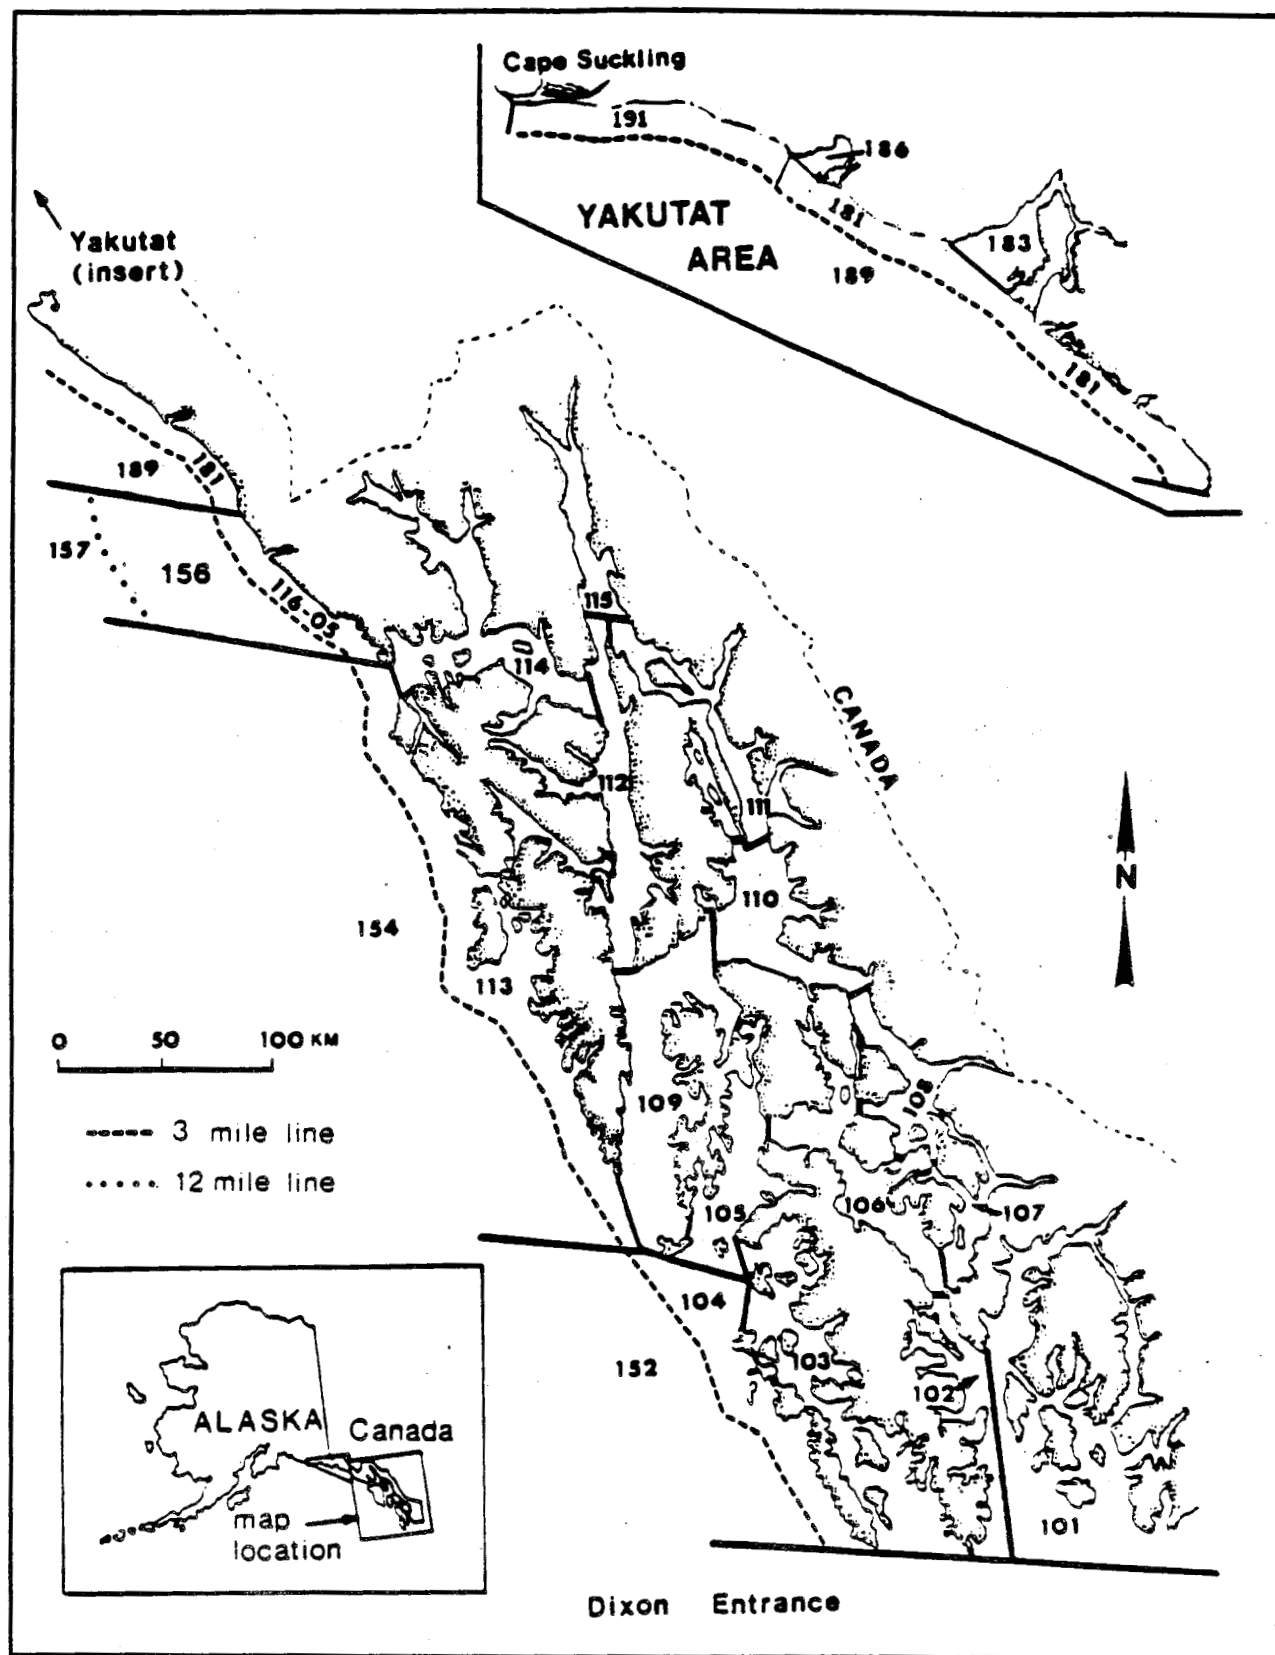 Cape Suckling
191
186
181
YAKUTAT
AREA
183
189
181
Yakutat
(insert)
189
181
157
156
116-05
115
114
CANADA
112
111
N
110
154
113
0 50 100 KM
109
108
3 mile line
12 mile line
105
106
107
104
103
152
102
101
ALASKA
Canada
map
location
Dixon Entrance